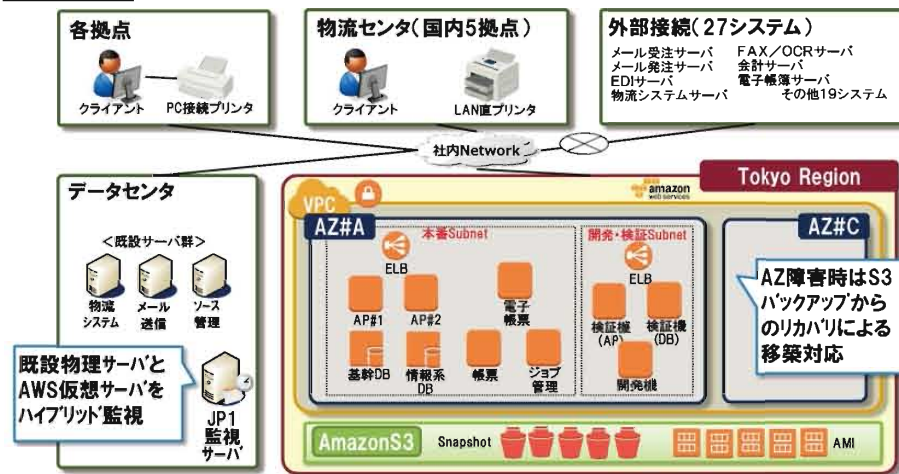 各拠点
クライアント
PC接続プリンタ
物流センタ(国内5拠点)
クライアント
LAN直プリンタ
外部接続(27システム)
メール受注サーバ FAX/OCRサーバ
メール発注サーバ 会計サーバ
EDIサーバ 電子帳簿サーバ
物流システムサーバ その他19システム
社内Network
データセンタ
<既設サーバ群>
物流
システム
メール
送信
ソース
管理
既設物理サーバと
AWS仮想サーバを
ハイブリッド監視
JP1
監視
サーバ
Tokyo Region
amazon
web services
VPC
AZ#A
本番Subnet
ELB
AP#1
AP#2
電子
帳票
基幹DB
情報系
DB
帳票
ジョブ
管理
開発・検証Subnet
ELB
検証機
(AP)
検証機
(DB)
開発機
AZ#C
AZ障害時はS3
バックアップから
のリカバリによる
移築対応
AmazonS3
Snapshot
AMI